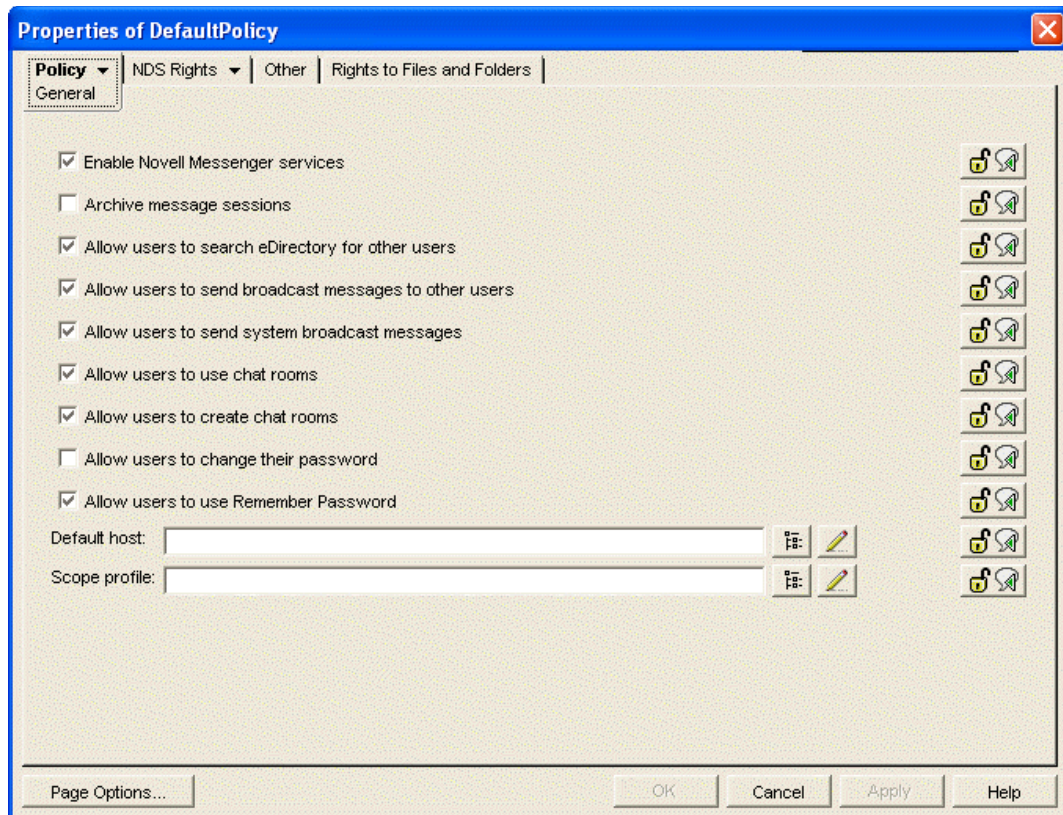 Properties of DefaultPolicy
Policy NDS Rights Other Rights to Files and Folders
General
Enable Novell Messenger services
Archive message sessions
Allow users to search eDirectory for other users
Allow users to send broadcast messages to other users
Allow users to send system broadcast messages
Allow users to use chat rooms
Allow users to create chat rooms
Allow users to change their password
Allow users to use Remember Password
Default host:
Scope profile:
Page Options... OK Cancel Apply Help